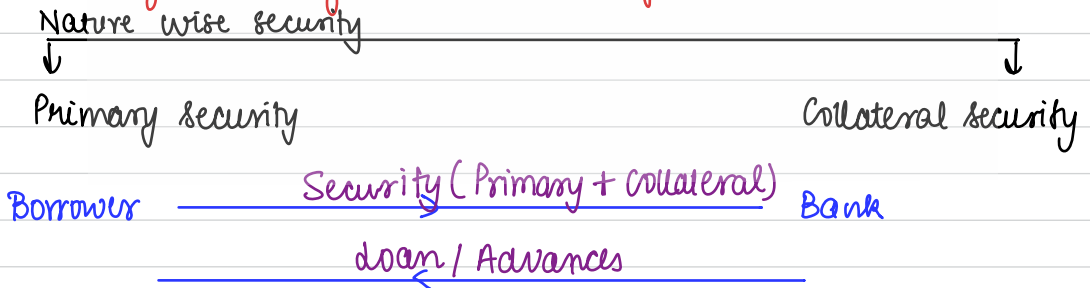 Nature wise security
Primary security Collateral security
Security (Primary + Collateral)
Borrower Bank
Loan / Advances